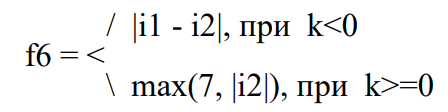 / |i1 - i2|, при k<0
f6 = <
\ max(7, |i2|), при k>=0